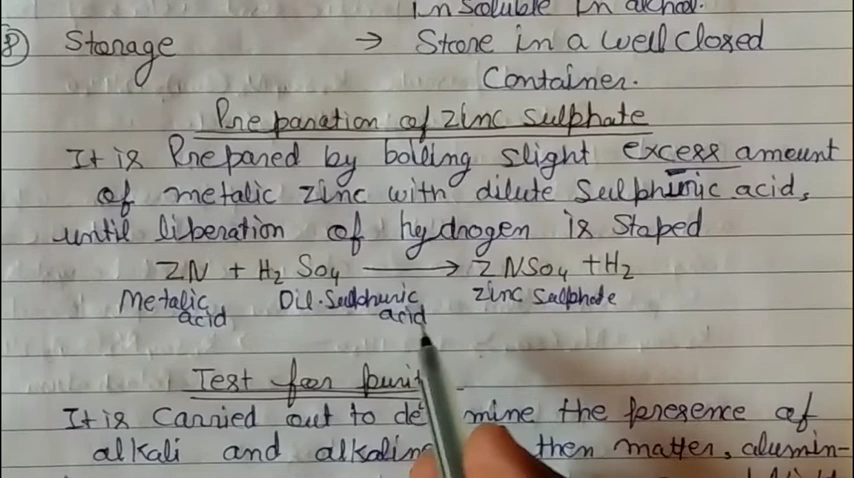 insoluble in alchol.
8) Storage → Store in a well closed
Container.
Preparation of Zinc Sulphate
It is Prepared by boiling slight excess amount
of metalic zinc with dilute Sulphuric acid,
until liberation of hydrogen is Staped
ZN + H2 SO4 → ZNSO4 + H2
Metalic acid Dil. Sulphuric acid Zinc Sulphate
Test for purit
It is Carried out to de mine the presence of
alkali and alkaline then matter, alumin-